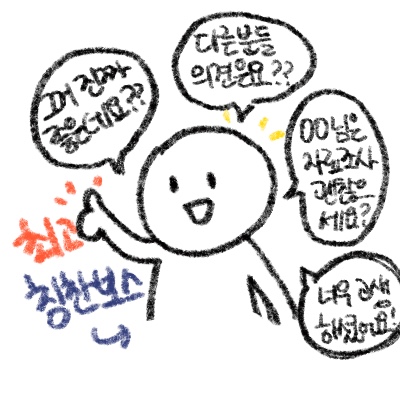 다른분들
의견은요??
그거 진짜
좋은데요??
OO님은
자료조사
괜찮으
세요?
최고
칭찬보스
너무 고생
해줬어요!